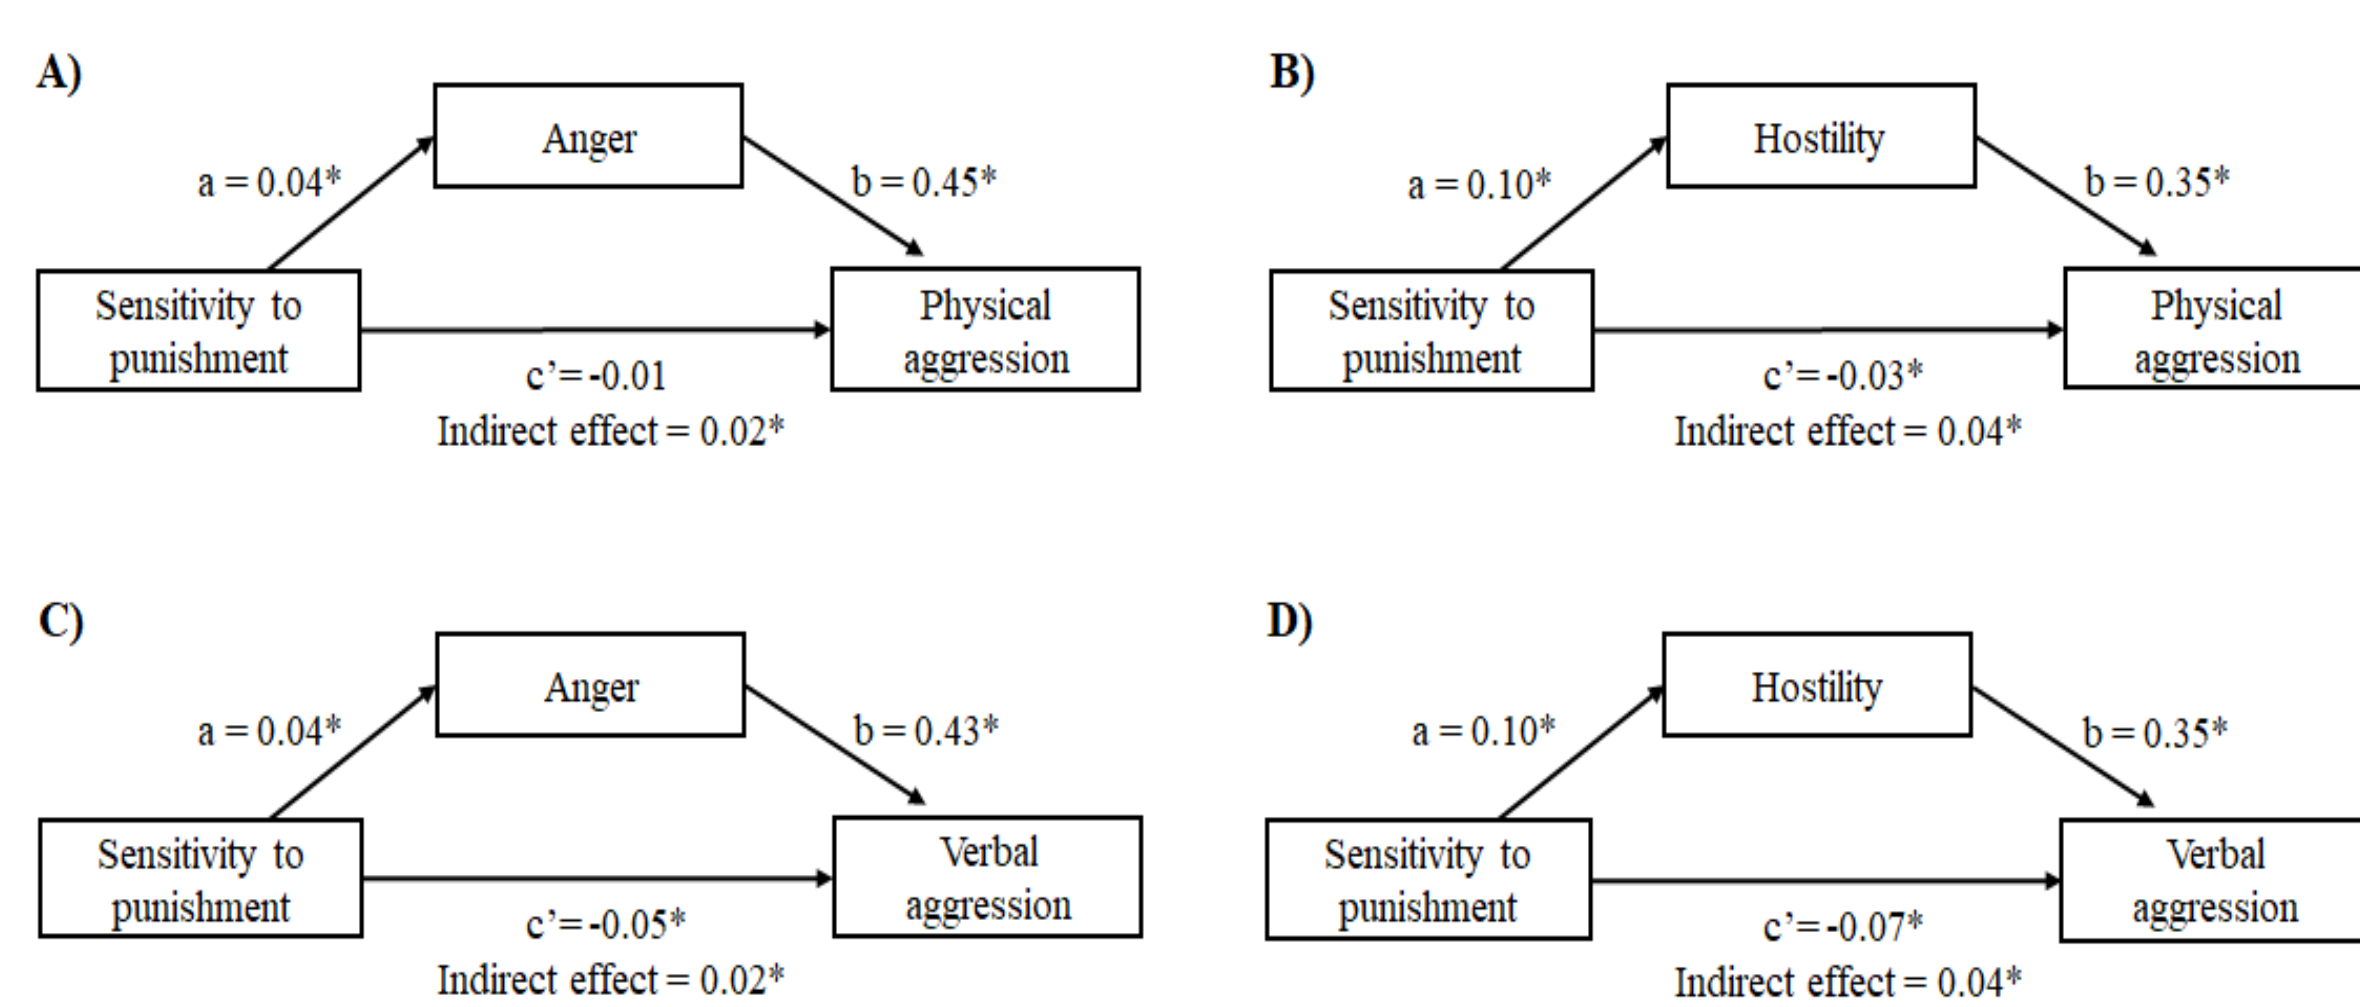 A)
Anger
a = 0.04*
b = 0.45*
Sensitivity to
punishment
Physical
aggression
c’= -0.01
Indirect effect = 0.02*
B)
Hostility
a = 0.10*
b = 0.35*
Sensitivity to
punishment
Physical
aggression
c’= -0.03*
Indirect effect = 0.04*
C)
Anger
a = 0.04*
b = 0.43*
Sensitivity to
punishment
Verbal
aggression
c’= -0.05*
Indirect effect = 0.02*
D)
Hostility
a = 0.10*
b = 0.35*
Sensitivity to
punishment
Verbal
aggression
c’= -0.07*
Indirect effect = 0.04*